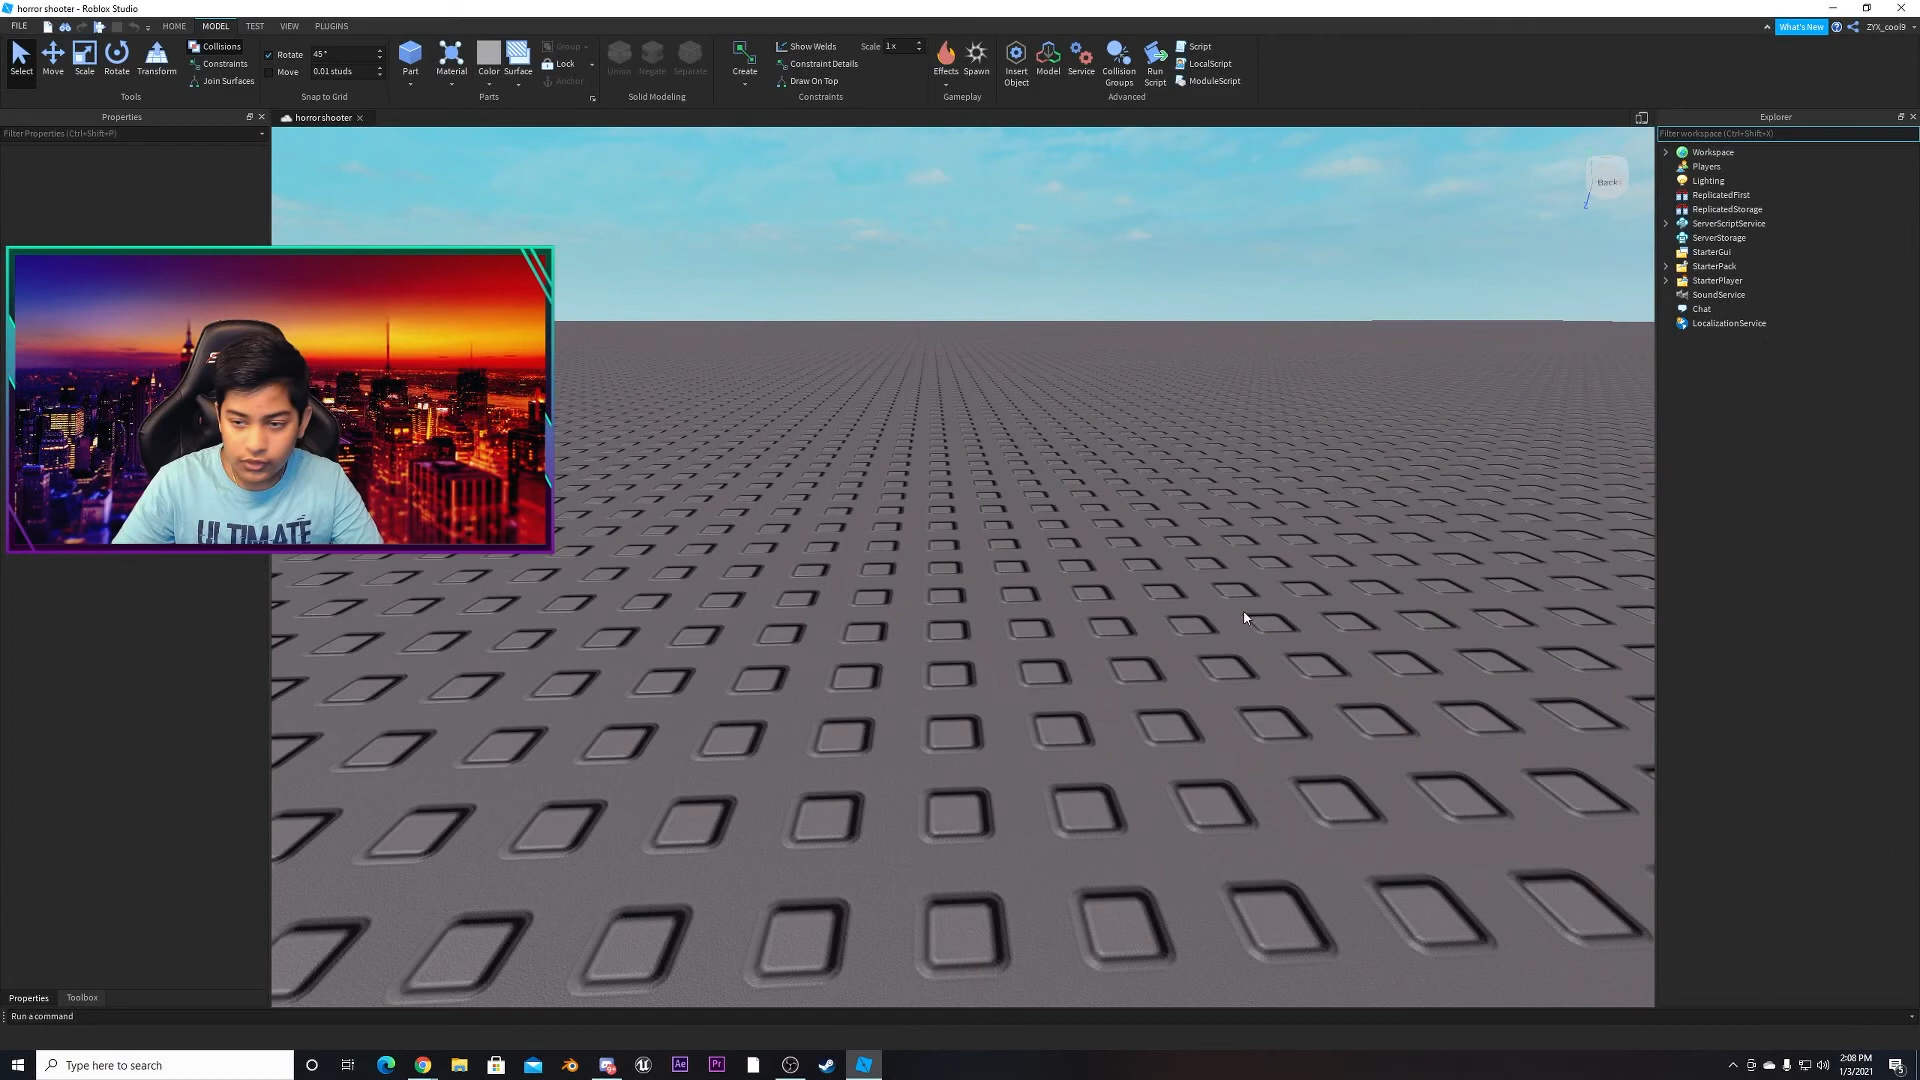 horror shooter - Roblox Studio
FILE HOME MODEL TEST VIEW PLUGINS What's New ZYX_cool9
Select Move Scale Rotate Transform
Collisions
Constraints
Join Surfaces
Tools
Rotate 45°
Move 0.01 studs
Snap to Grid
Part Material Color Surface
Group
Lock
Anchor
Parts
Union Negate Separate
Solid Modeling
Create
Show Welds Scale 1x
Constraint Details
Draw On Top
Constraints
Effects Spawn
Gameplay
Insert Object Model Service Collision Groups Run Script
Script
LocalScript
ModuleScript
Advanced
Properties
Filter Properties (Ctrl+Shift+P)
horror shooter
Back
Explorer
Filter workspace (Ctrl+Shift+X)
Workspace
Players
Lighting
ReplicatedFirst
ReplicatedStorage
ServerScriptService
ServerStorage
StarterGui
StarterPack
StarterPlayer
SoundService
Chat
LocalizationService
ULTIMATE
Properties Toolbox
Run a command
Type here to search
Ae Pr
2:08 PM
1/3/2021